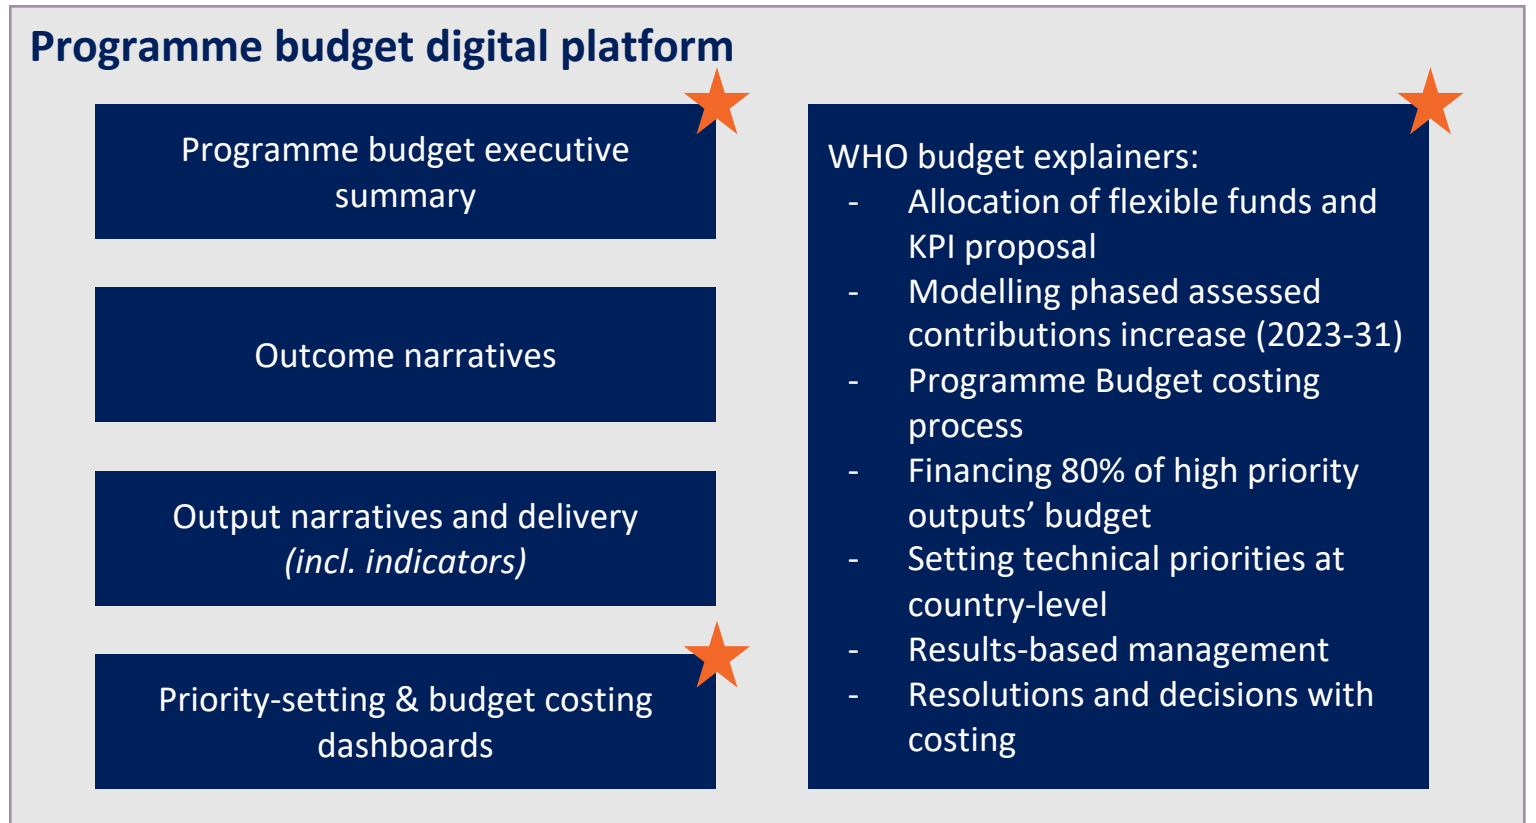 Programme budget digital platform
Programme budget executive
summary
Outcome narratives
Output narratives and delivery
(incl. indicators)
Priority-setting & budget costing
dashboards
WHO budget explainers:
- Allocation of flexible funds and
KPI proposal
- Modelling phased assessed
contributions increase (2023-31)
- Programme Budget costing
process
- Financing 80% of high priority
outputs’ budget
- Setting technical priorities at
country-level
- Results-based management
- Resolutions and decisions with
costing